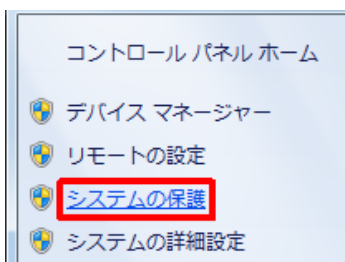 コントロール パネル ホーム
デバイス マネージャー
リモートの設定
システムの保護
システムの詳細設定